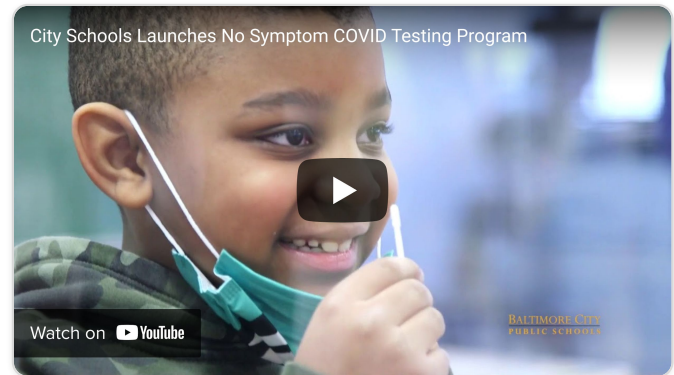 City Schools Launches No Symptom COVID Testing Program
BALTIMORE CITY
PUBLIC SCHOOLS
Watch on YouTube